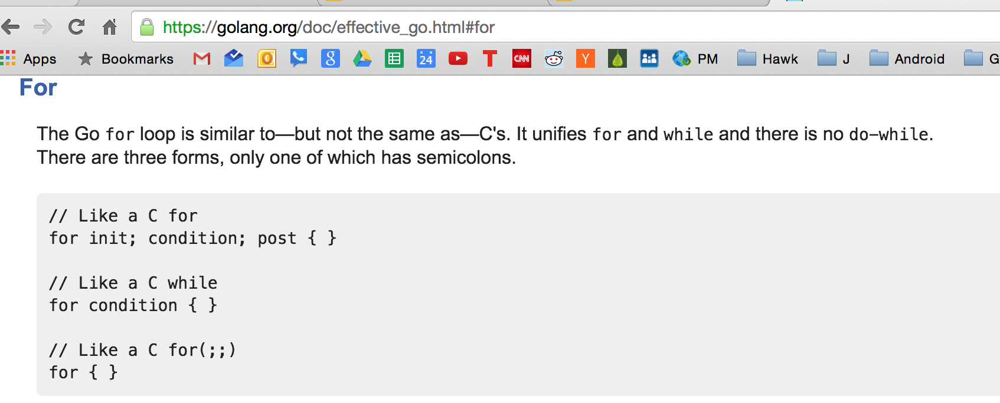 https://golang.org/doc/effective_go.html#for
Apps Bookmarks 8 24 T CNN Y PM Hawk J Android G
For
The Go for loop is similar to—but not the same as—C's. It unifies for and while and there is no do-while.
There are three forms, only one of which has semicolons.
// Like a C for
for init; condition; post { }
// Like a C while
for condition { }
// Like a C for(;;)
for { }